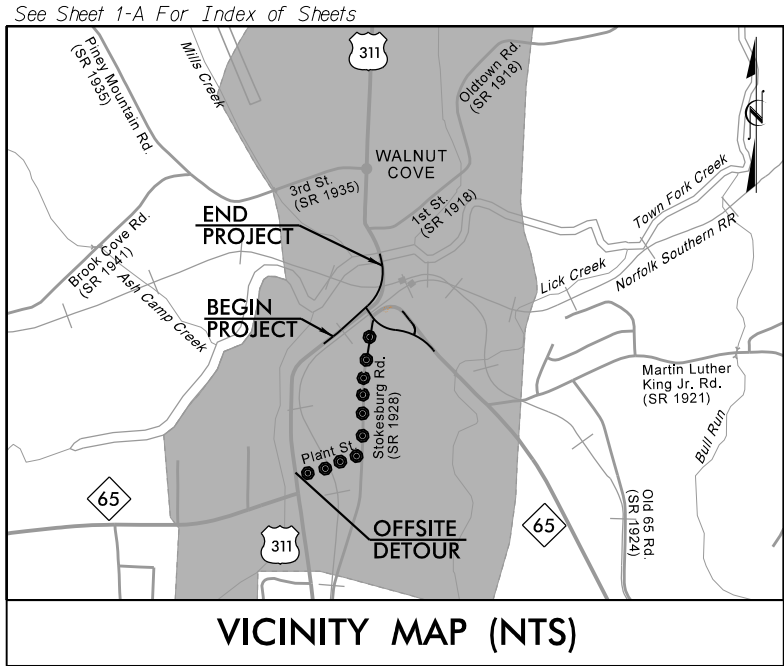 See Sheet 1-A For Index of Sheets
Piney Mountain Rd.
(SR 1935)
Mills Creek
311
Oldtown Rd.
(SR 1918)
N
WALNUT
COVE
3rd St.
(SR 1935)
1st St.
(SR 1918)
Town Fork Creek
END
PROJECT
Brook Cove Rd.
(SR 1941)
Ash Camp Creek
Lick Creek
Norfolk Southern RR
BEGIN
PROJECT
Martin Luther
King Jr. Rd.
(SR 1921)
Stokesburg Rd.
(SR 1928)
Bull Run
Plant St.
65
Old 65 Rd.
(SR 1924)
OFFSITE
DETOUR
65
311
VICINITY MAP (NTS)